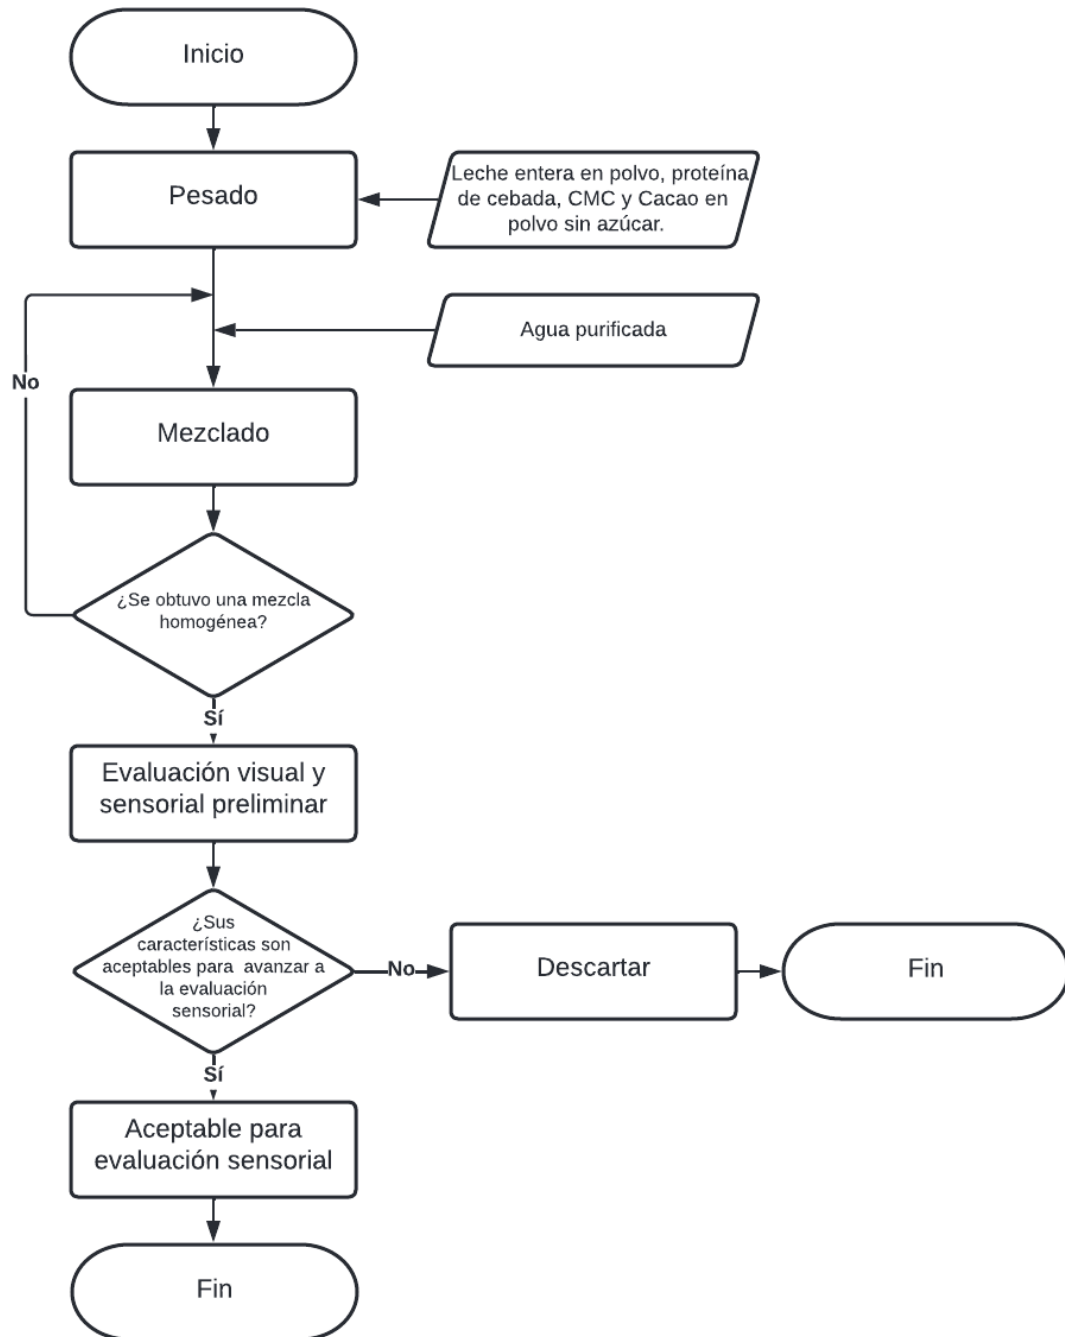 Inicio
Pesado
Leche entera en polvo, proteína
de cebada, CMC y Cacao en
polvo sin azúcar.
Agua purificada
No
Mezclado
¿Se obtuvo una mezcla
homogénea?
Sí
Evaluación visual y
sensorial preliminar
¿Sus
características son
aceptables para  avanzar a
la evaluación
sensorial?
No
Descartar
Fin
Sí
Aceptable para
evaluación sensorial
Fin